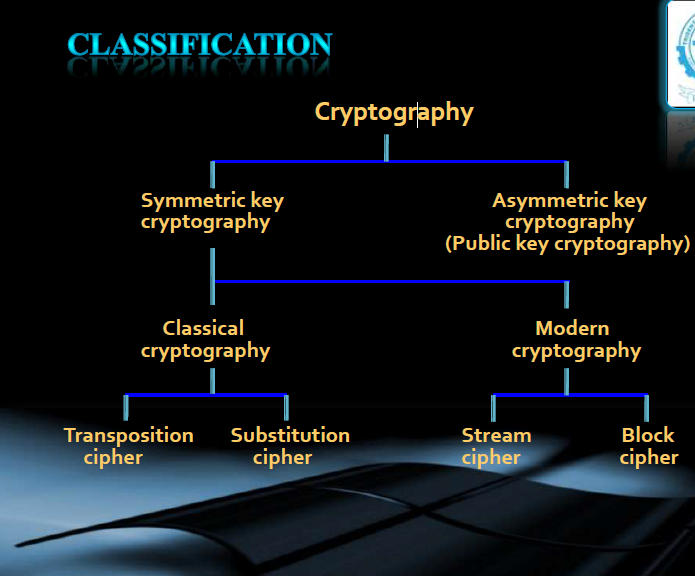 CLASSIFICATION
Cryptography
Symmetric key
cryptography
Asymmetric key
cryptography
(Public key cryptography)
Classical
cryptography
Modern
cryptography
Transposition
cipher
Substitution
cipher
Stream
cipher
Block
cipher